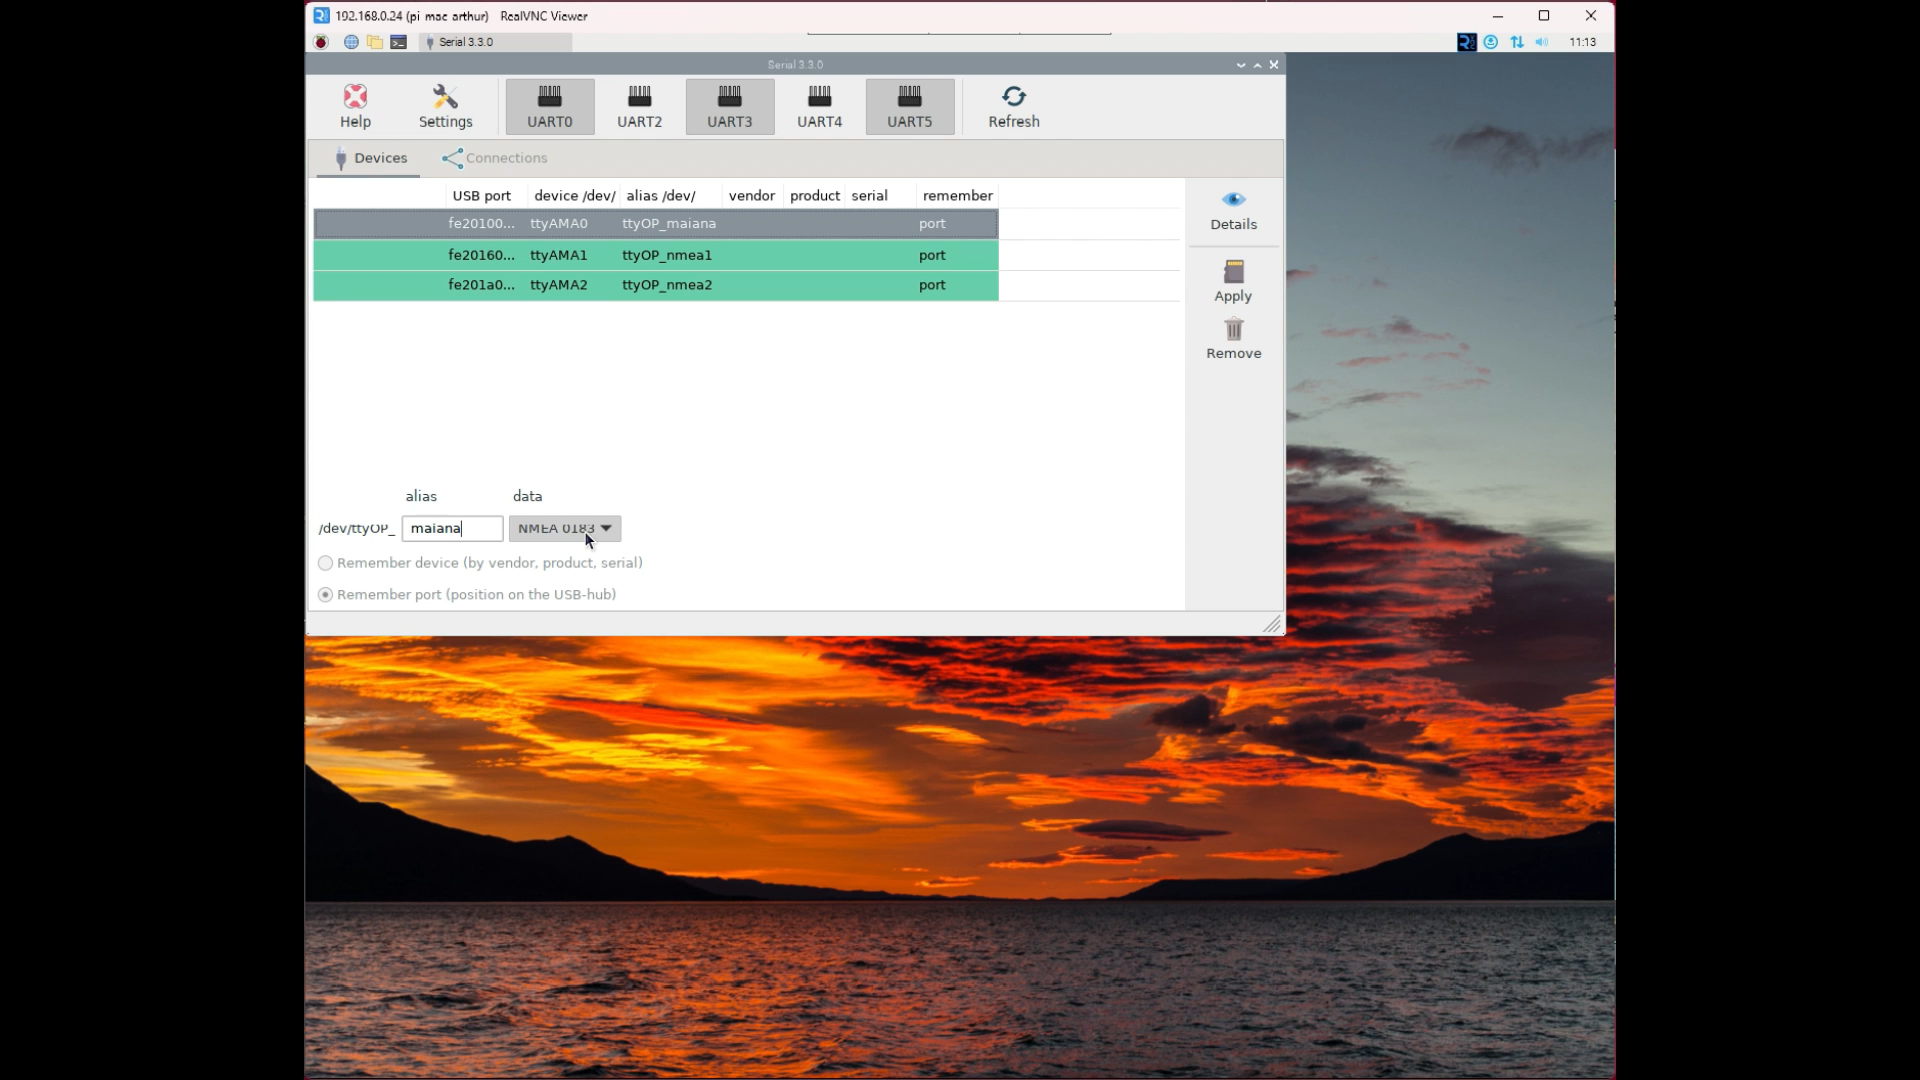 192.168.0.24 (pi mac arthur) RealVNC Viewer
Serial 3.3.0 11:13
Serial 3.3.0
Help Settings UART0 UART2 UART3 UART4 UART5 Refresh
Devices Connections
USB port device /dev/ alias /dev/ vendor product serial remember
fe20100... ttyAMA0 ttyOP_maiana port
fe20160... ttyAMA1 ttyOP_nmea1 port
fe201a0... ttyAMA2 ttyOP_nmea2 port
Details
Apply
Remove
alias data
/dev/ttyOP_ maiana NMEA 0183
Remember device (by vendor, product, serial)
Remember port (position on the USB-hub)